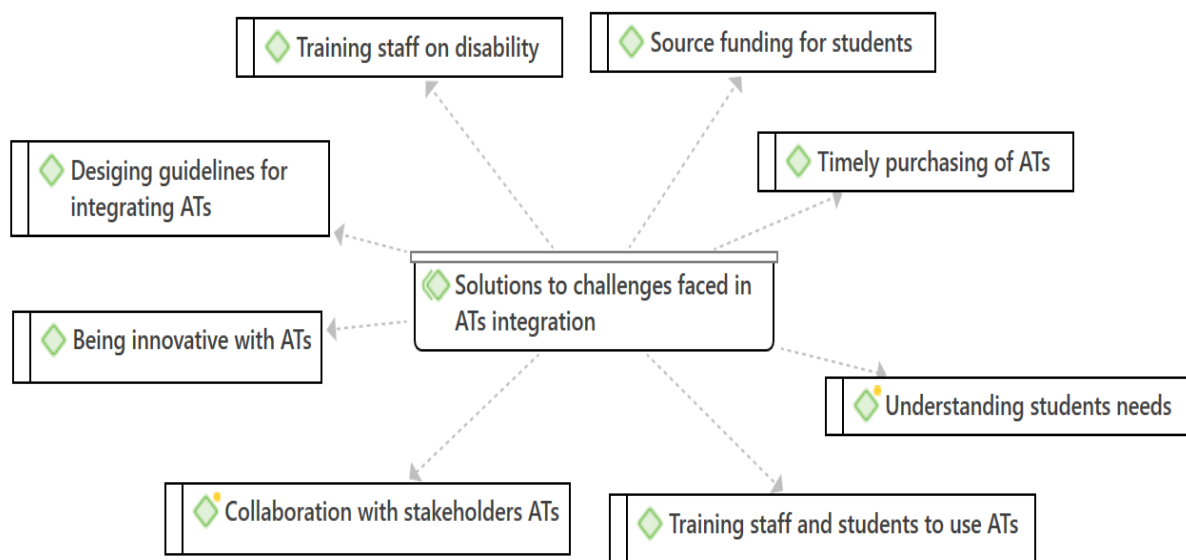 Training staff on disability
Source funding for students
Desiging guidelines for
integrating ATs
Timely purchasing of ATs
Solutions to challenges faced in
ATs integration
Being innovative with ATs
Understanding students needs
Collaboration with stakeholders ATs
Training staff and students to use ATs